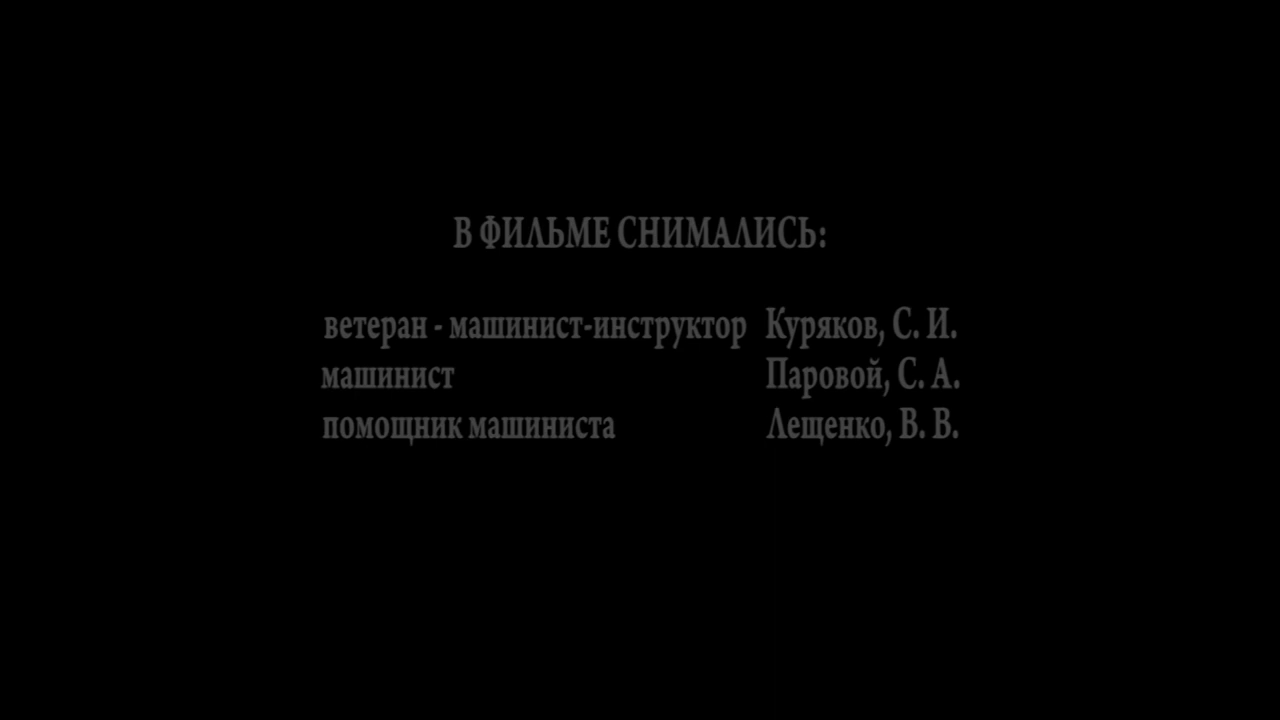 В ФИЛЬМЕ СНИМАЛИСЬ:
ветеран - машинист-инструктор Куряков, С. И.
машинист Паровой, С. А.
помощник машиниста Лещенко, В. В.